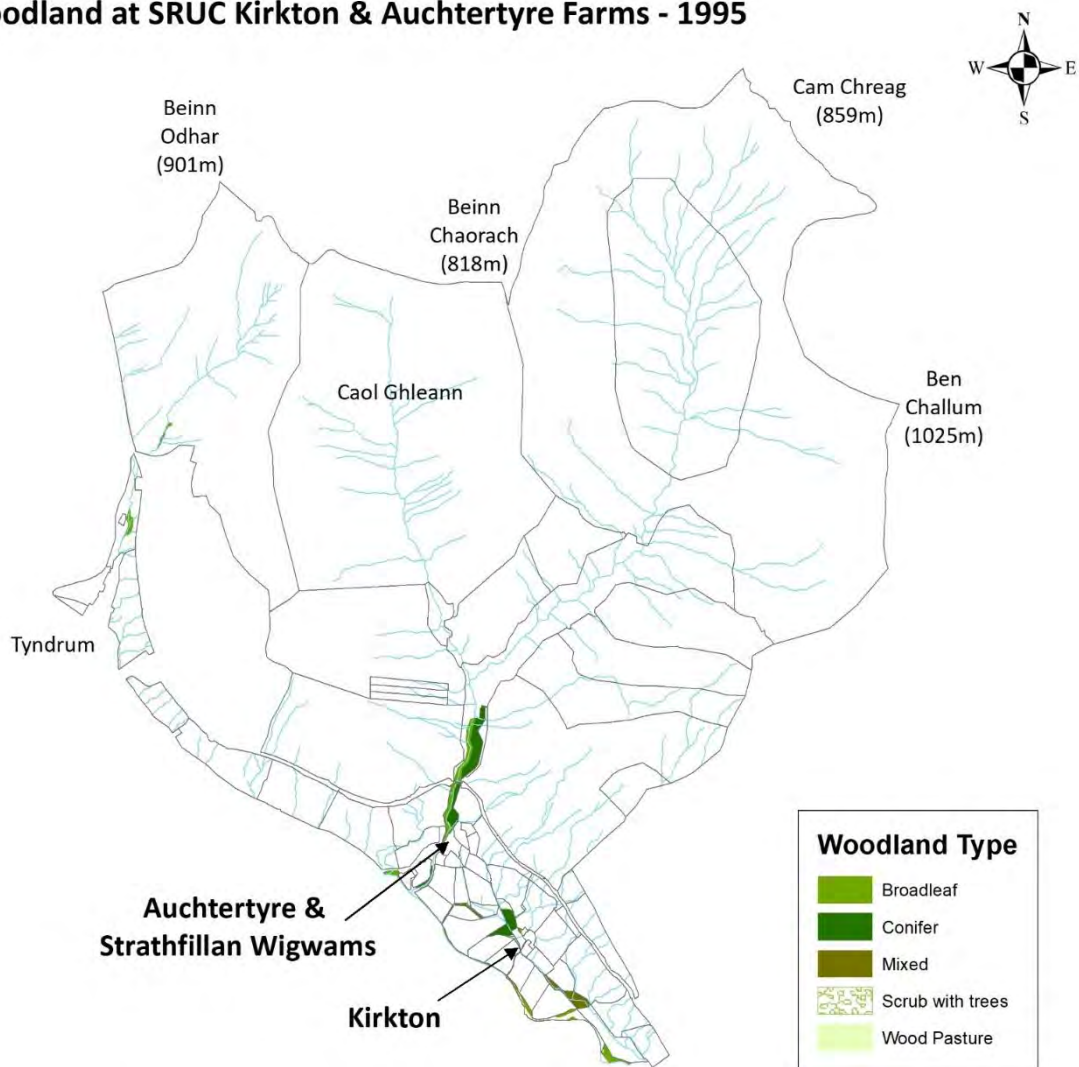 oodland at SRUC Kirkton & Auchtertyre Farms - 1995
N
W
E
S
Cam Chreag
(859m)
Beinn
Odhar
(901m)
Beinn
Chaorach
(818m)
Caol Ghleann
Ben
Challum
(1025m)
Tyndrum
Auchtertyre &
Strathfillan Wigwams
Kirkton
Woodland Type
Broadleaf
Conifer
Mixed
Scrub with trees
Wood Pasture